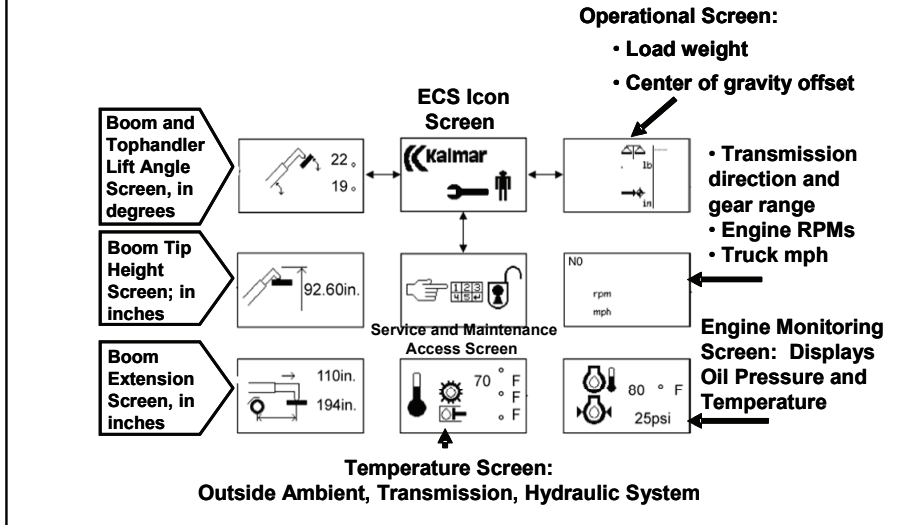 Operational Screen:
• Load weight
• Center of gravity offset
ECS Icon
Screen
Boom and
Tophandler
Lift Angle
Screen, in
degrees
22 °
19 °
Kalmar
lb
in
• Transmission
direction and
gear range
• Engine RPMs
• Truck mph
Boom Tip
Height
Screen; in
inches
92.60in.
1 2 3
4 5 ↵
N0
rpm
mph
Service and Maintenance
Access Screen
Engine Monitoring
Screen: Displays
Oil Pressure and
Temperature
Boom
Extension
Screen, in
inches
110in.
194in.
70 ° F
° F
° F
80 ° F
25psi
Temperature Screen:
Outside Ambient, Transmission, Hydraulic System